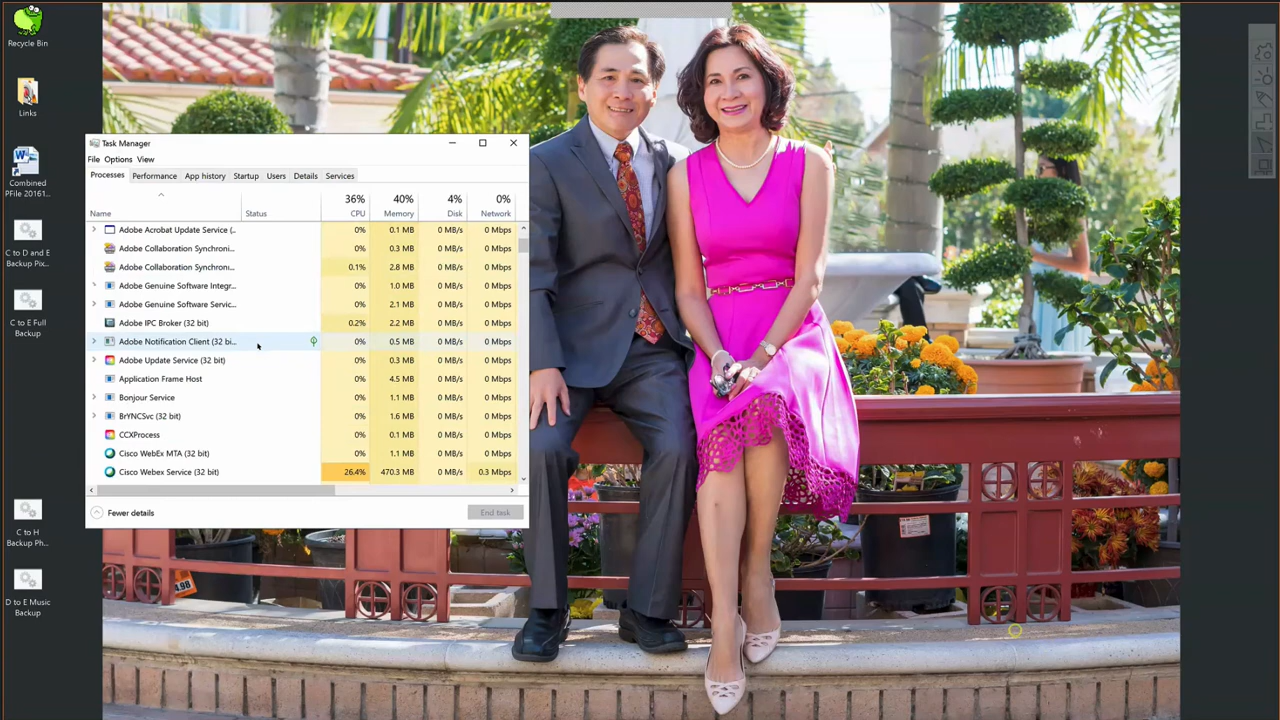 Recycle Bin
Links
Combined
PFile 20161...
C to D and E
Backup Pix...
C to E Full
Backup
C to H
Backup Ph...
D to E Music
Backup
Task Manager
File Options View
Processes Performance App history Startup Users Details Services
36% 40% 4% 0%
Name Status CPU Memory Disk Network
Adobe Acrobat Update Service (... 0% 0.1 MB 0 MB/s 0 Mbps
Adobe Collaboration Synchroni... 0% 0.3 MB 0 MB/s 0 Mbps
Adobe Collaboration Synchroni... 0.1% 2.8 MB 0 MB/s 0 Mbps
Adobe Genuine Software Integr... 0% 1.0 MB 0 MB/s 0 Mbps
Adobe Genuine Software Servic... 0% 2.1 MB 0 MB/s 0 Mbps
Adobe IPC Broker (32 bit) 0.2% 2.2 MB 0 MB/s 0 Mbps
Adobe Notification Client (32 bi... 0% 0.5 MB 0 MB/s 0 Mbps
Adobe Update Service (32 bit) 0% 0.3 MB 0 MB/s 0 Mbps
Application Frame Host 0% 4.5 MB 0 MB/s 0 Mbps
Bonjour Service 0% 1.1 MB 0 MB/s 0 Mbps
BrYNCSvc (32 bit) 0% 1.6 MB 0 MB/s 0 Mbps
CCXProcess 0% 0.1 MB 0 MB/s 0 Mbps
Cisco WebEx MTA (32 bit) 0% 1.1 MB 0 MB/s 0 Mbps
Cisco Webex Service (32 bit) 26.4% 470.3 MB 0 MB/s 0.3 Mbps
Fewer details End task